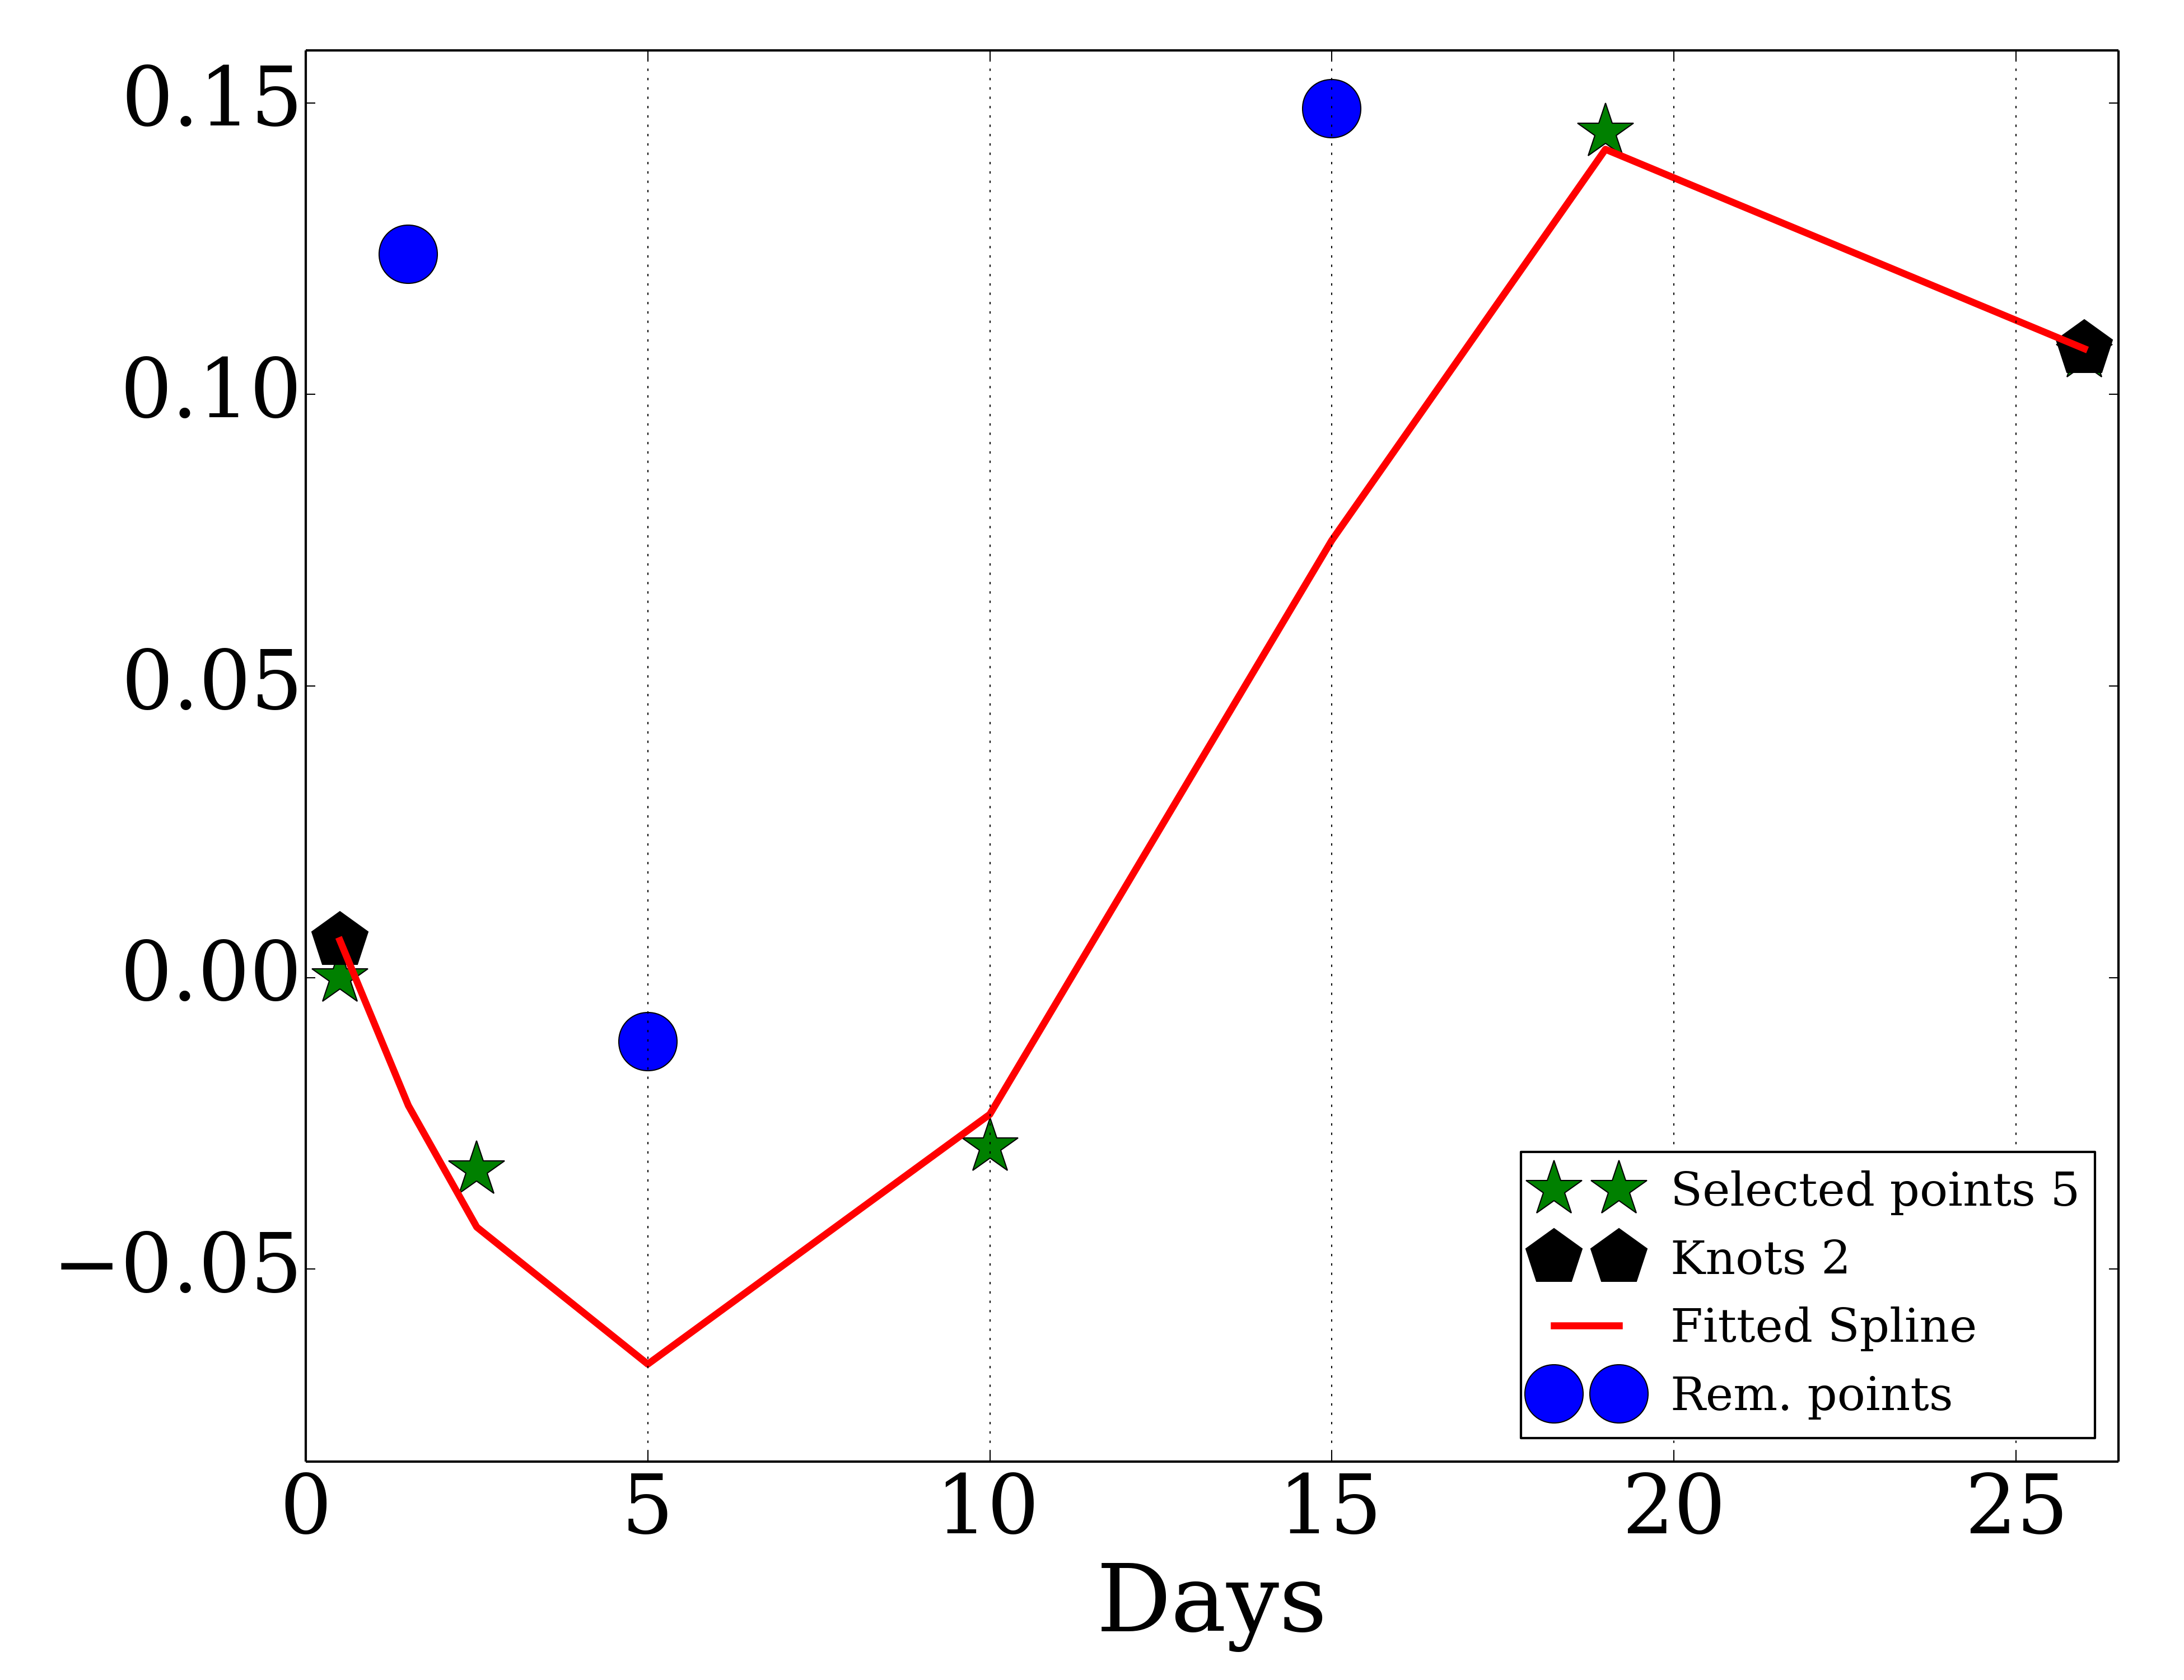 0.15
0.10
0.05
0.00
−0.05
0 5 10 15 20 25
Days
Selected points 5
Knots 2
Fitted Spline
Rem. points